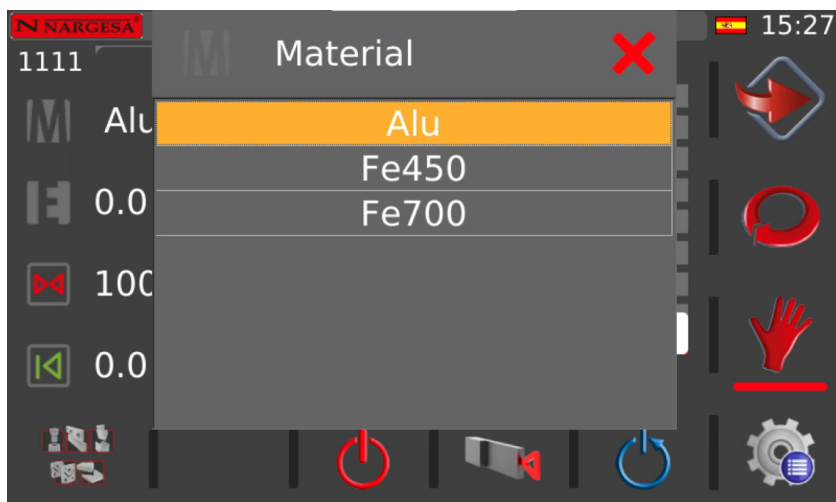 N NARGESA
15:27
1111
Material
Alu
Alu
Fe450
0.0
Fe700
100
0.0